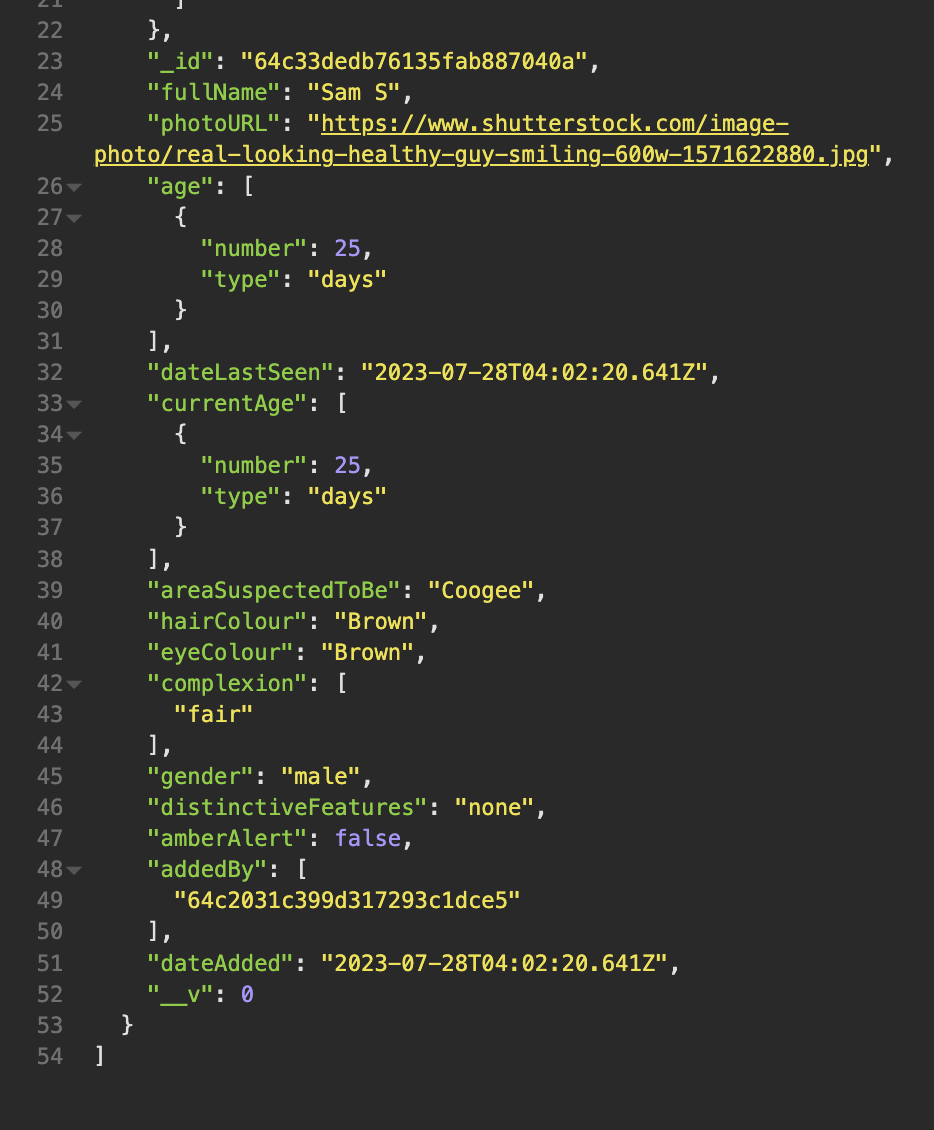 21 ]
22 },
23 "_id": "64c33dedb76135fab887040a",
24 "fullName": "Sam S",
25 "photoURL": "https://www.shutterstock.com/image-
photo/real-looking-healthy-guy-smiling-600w-1571622880.jpg",
26 "age": [
27 {
28 "number": 25,
29 "type": "days"
30 }
31 ],
32 "dateLastSeen": "2023-07-28T04:02:20.641Z",
33 "currentAge": [
34 {
35 "number": 25,
36 "type": "days"
37 }
38 ],
39 "areaSuspectedToBe": "Coogee",
40 "hairColour": "Brown",
41 "eyeColour": "Brown",
42 "complexion": [
43 "fair"
44 ],
45 "gender": "male",
46 "distinctiveFeatures": "none",
47 "amberAlert": false,
48 "addedBy": [
49 "64c2031c399d317293c1dce5"
50 ],
51 "dateAdded": "2023-07-28T04:02:20.641Z",
52 "__v": 0
53 }
54 ]